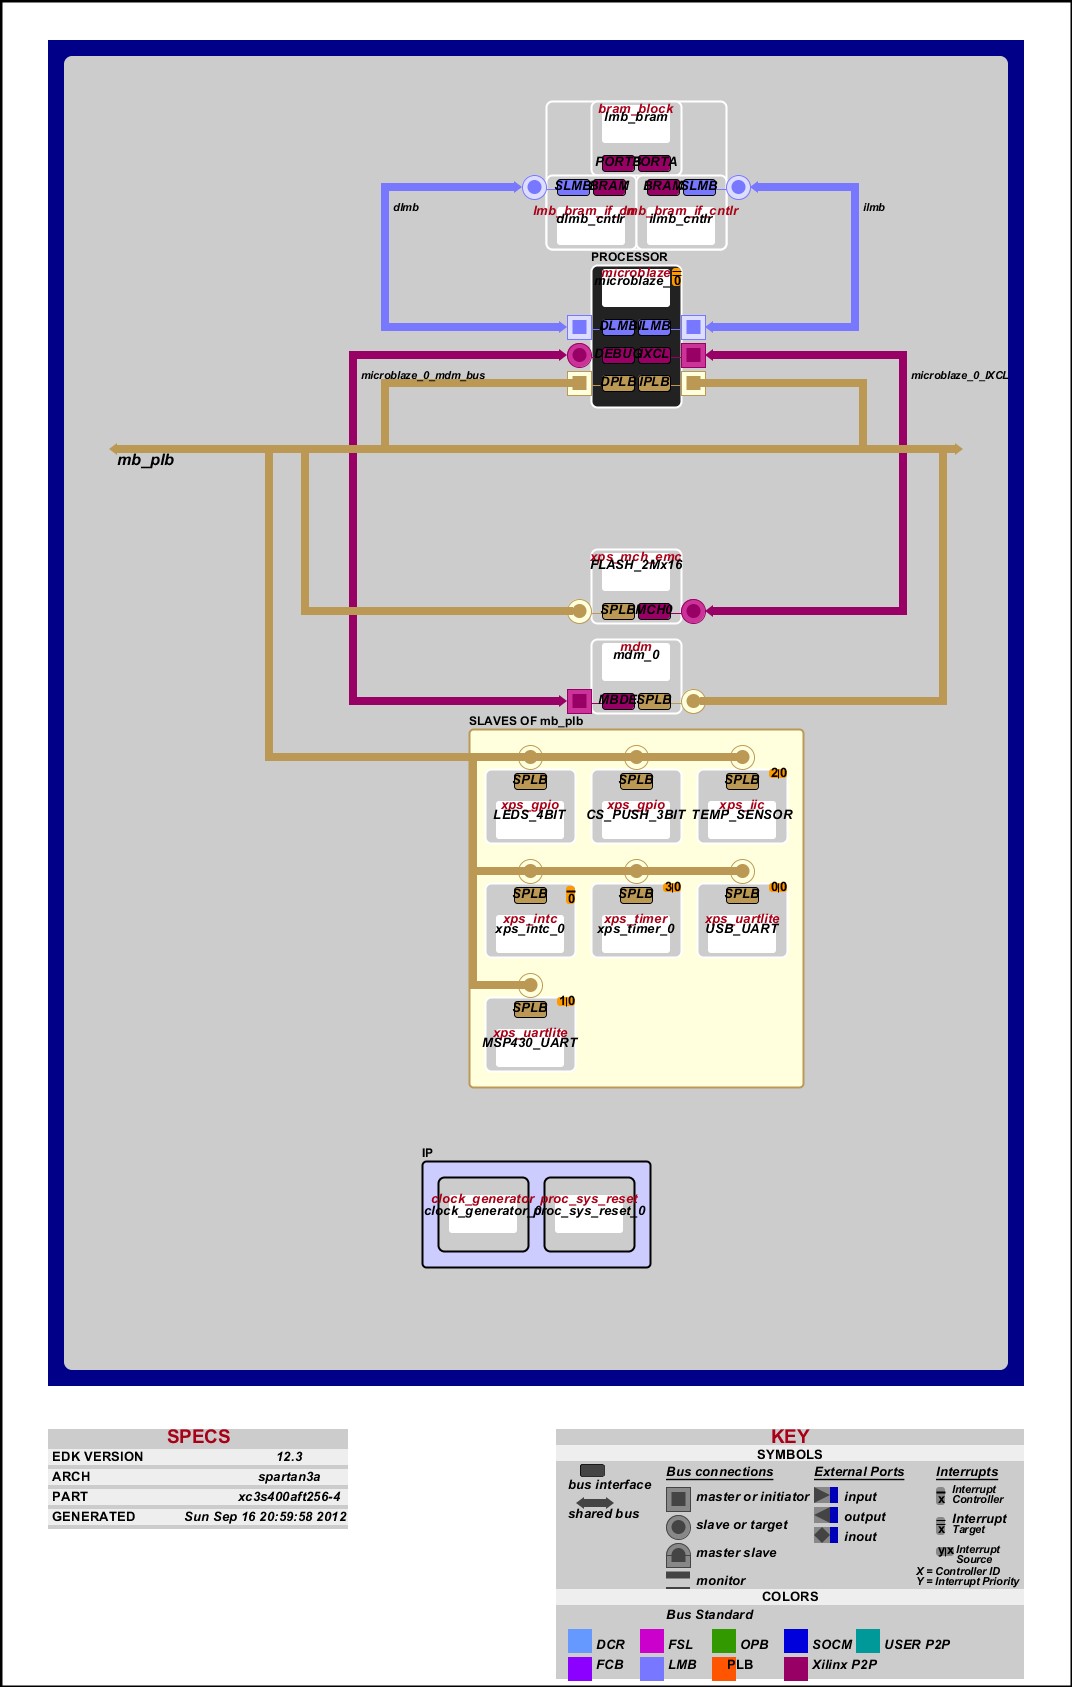 bram_block
lmb_bram
PORTB PORTA
SLMB BRAM BRAM SLMB
dlmb
ilmb
lmb_bram_if_cntlr lmb_bram_if_cntlr
dlmb_cntlr ilmb_cntlr
PROCESSOR
microblaze
microblaze_0
0
DLMB ILMB
DEBUG IXCL
microblaze_0_mdm_bus
microblaze_0_IXCL
DPLB IPLB
mb_plb
xps_mch_emc
FLASH_2Mx16
SPLB MCH0
mdm
mdm_0
MBDE SPLB
SLAVES OF mb_plb
SPLB SPLB SPLB 2|0
xps_gpio xps_gpio xps_iic
LEDS_4BIT CS_PUSH_3BIT TEMP_SENSOR
SPLB 0 SPLB 3|0 SPLB 0|0
xps_intc xps_timer xps_uartlite
xps_intc_0 xps_timer_0 USB_UART
SPLB 1|0
xps_uartlite
MSP430_UART
IP
clock_generator proc_sys_reset
clock_generator_0 proc_sys_reset_0
SPECS
EDK VERSION 12.3
ARCH spartan3a
PART xc3s400aft256-4
GENERATED Sun Sep 16 20:59:58 2012
KEY
SYMBOLS
bus interface
shared bus
Bus connections
master or initiator
slave or target
master slave
monitor
External Ports
input
output
inout
Interrupts
x Interrupt
Controller
x Interrupt
Target
y|x Interrupt
Source
X = Controller ID
Y = Interrupt Priority
COLORS
Bus Standard
DCR FSL OPB SOCM USER P2P
FCB LMB PLB Xilinx P2P